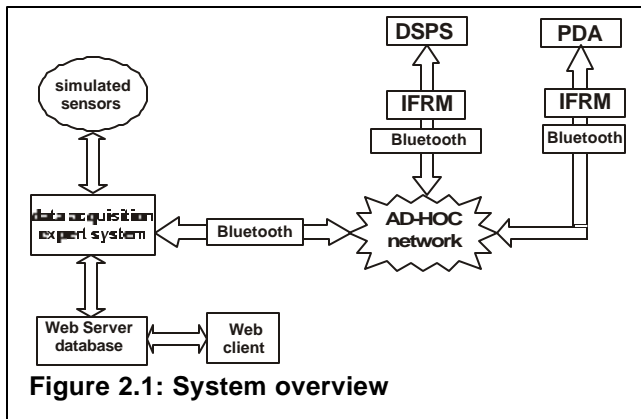 DSPS
PDA
simulated
sensors
IFRM
IFRM
Bluetooth
Bluetooth
data acquisition
expert system
Bluetooth
AD-HOC
network
Web Server
database
Web
client
Figure 2.1: System overview